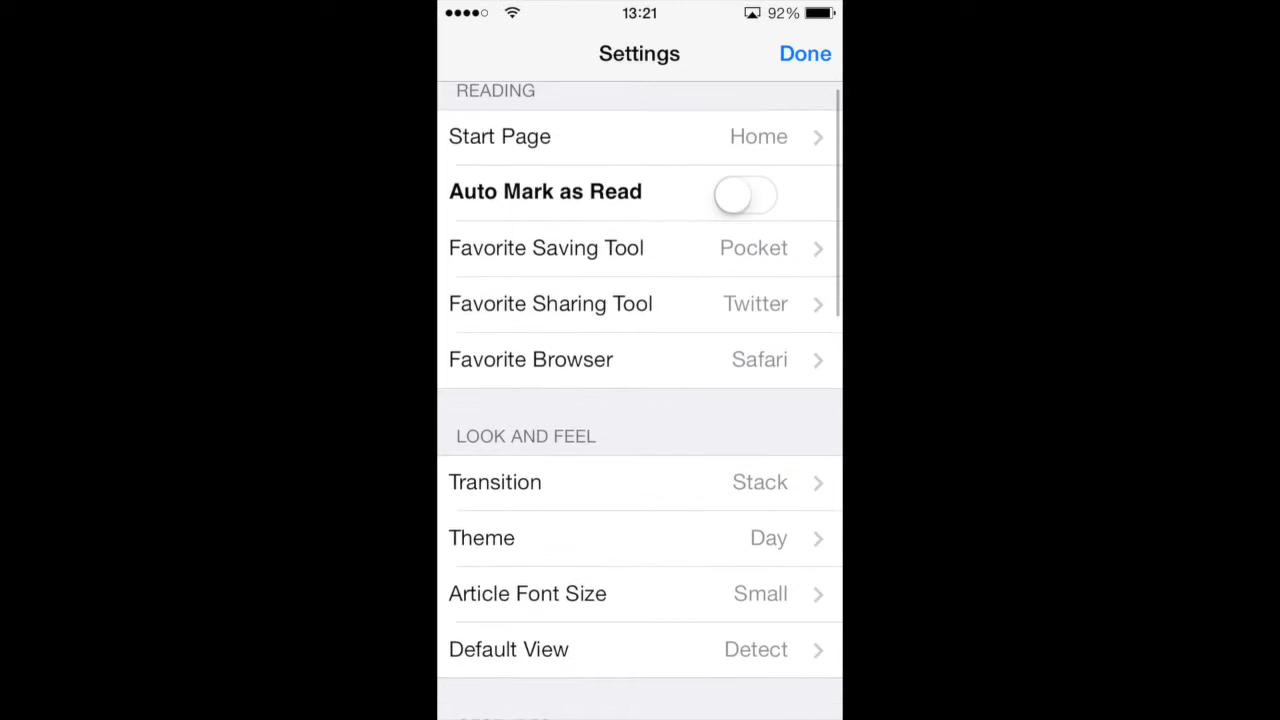 13:21 92%
Settings Done
READING
Start Page Home
Auto Mark as Read
Favorite Saving Tool Pocket
Favorite Sharing Tool Twitter
Favorite Browser Safari
LOOK AND FEEL
Transition Stack
Theme Day
Article Font Size Small
Default View Detect